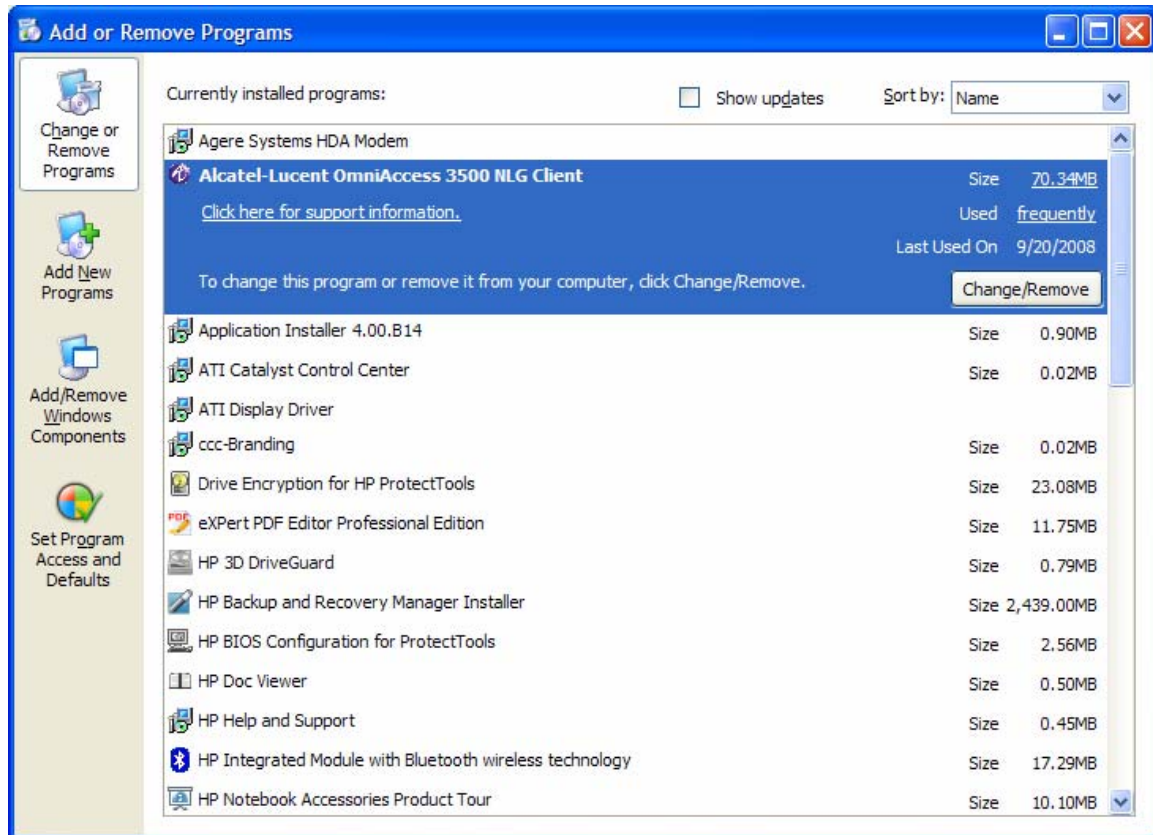 Add or Remove Programs
Change or
Remove
Programs
Add New
Programs
Add/Remove
Windows
Components
Set Program
Access and
Defaults
Currently installed programs:
Show updates
Sort by: Name
Agere Systems HDA Modem
Alcatel-Lucent OmniAccess 3500 NLG Client Size 70.34MB
Click here for support information. Used frequently
Last Used On 9/20/2008
To change this program or remove it from your computer, click Change/Remove. Change/Remove
Application Installer 4.00.B14 Size 0.90MB
ATI Catalyst Control Center Size 0.02MB
ATI Display Driver
ccc-Branding Size 0.02MB
Drive Encryption for HP ProtectTools Size 23.08MB
eXPert PDF Editor Professional Edition Size 11.75MB
HP 3D DriveGuard Size 0.79MB
HP Backup and Recovery Manager Installer Size 2,439.00MB
HP BIOS Configuration for ProtectTools Size 2.56MB
HP Doc Viewer Size 0.50MB
HP Help and Support Size 0.45MB
HP Integrated Module with Bluetooth wireless technology Size 17.29MB
HP Notebook Accessories Product Tour Size 10.10MB